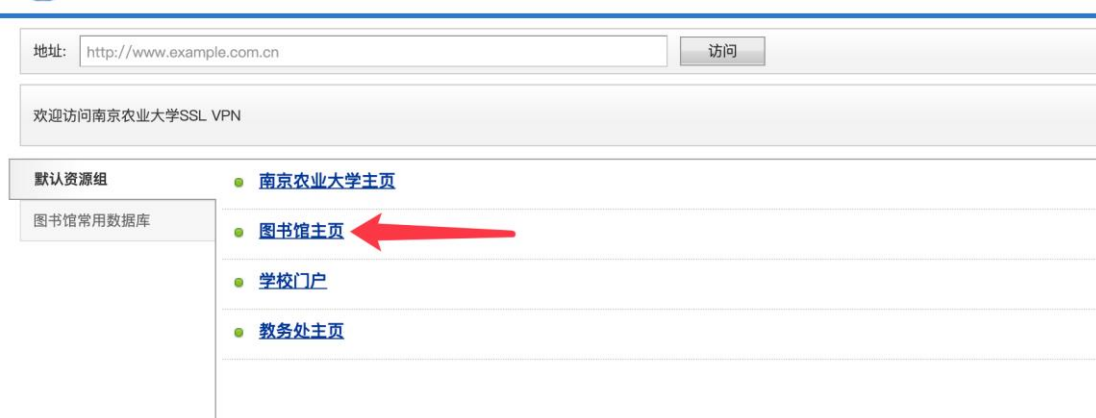 地址: http://www.example.com.cn 访问
欢迎访问南京农业大学SSL VPN
默认资源组
图书馆常用数据库
南京农业大学主页
图书馆主页
学校门户
教务处主页